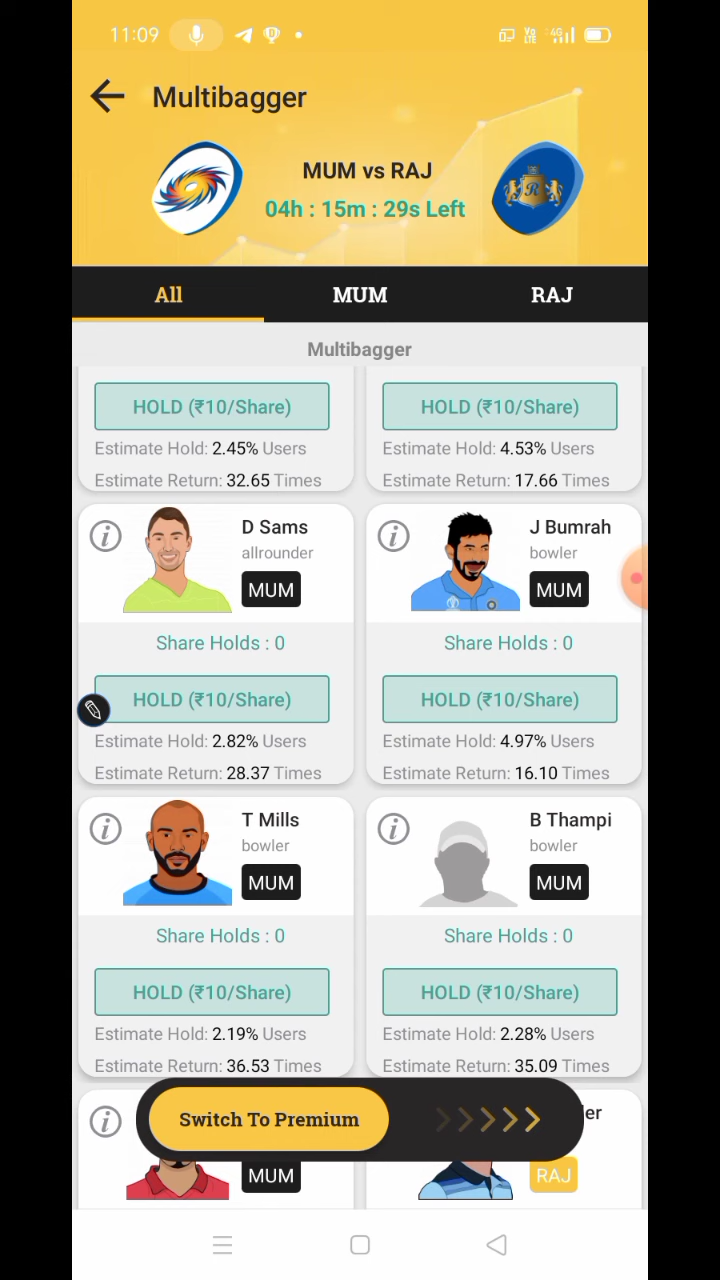 11:09
Vo LTE 4G
Multibagger
MUM vs RAJ
04h : 15m : 29s Left
R
All MUM RAJ
Multibagger
HOLD (₹10/Share) HOLD (₹10/Share)
Estimate Hold: 2.45% Users Estimate Hold: 4.53% Users
Estimate Return: 32.65 Times Estimate Return: 17.66 Times
i D Sams i J Bumrah
allrounder bowler
MUM MUM
Share Holds : 0 Share Holds : 0
HOLD (₹10/Share) HOLD (₹10/Share)
Estimate Hold: 2.82% Users Estimate Hold: 4.97% Users
Estimate Return: 28.37 Times Estimate Return: 16.10 Times
i T Mills i B Thampi
bowler bowler
MUM MUM
Share Holds : 0 Share Holds : 0
HOLD (₹10/Share) HOLD (₹10/Share)
Estimate Hold: 2.19% Users Estimate Hold: 2.28% Users
Estimate Return: 36.53 Times Estimate Return: 35.09 Times
i Switch To Premium ler
MUM RAJ